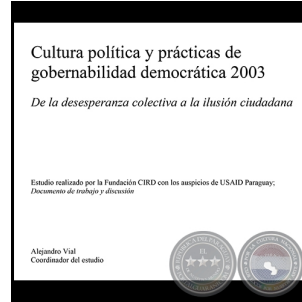 Cultura política y prácticas de
gobernabilidad democrática 2003
De la desesperanza colectiva a la ilusión ciudadana
Estudio realizado por la Fundación CIRD con los auspicios de USAID Paraguay;
Documento de trabajo y discusión
Alejandro Vial
Coordinador del estudio